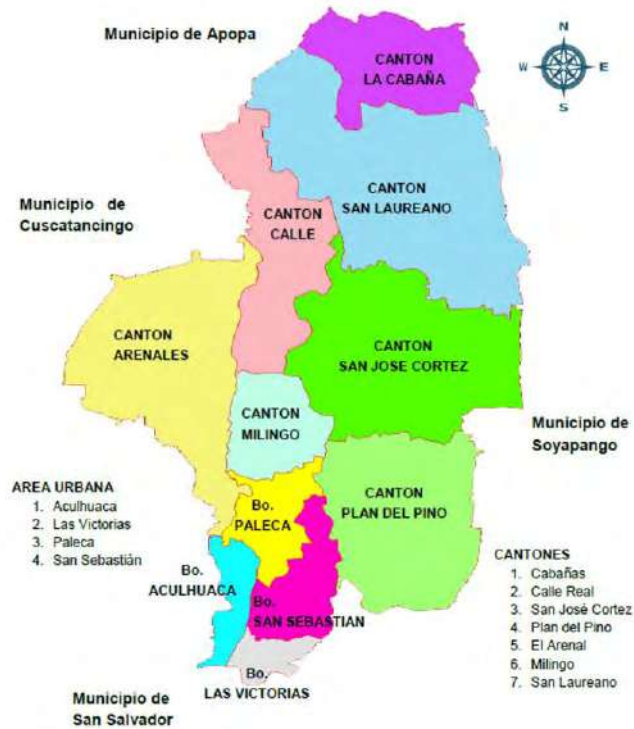 Municipio de Apopa
N
W E
S
CANTON
LA CABAÑA
CANTON
SAN LAUREANO
Municipio de
Cuscatancingo
CANTON
CALLE
CANTON
ARENALES
CANTON
SAN JOSE CORTEZ
CANTON
MILINGO
Municipio de
Soyapango
AREA URBANA
1. Aculhuaca
2. Las Victorias
3. Paleca
4. San Sebastián
Bo.
PALECA
CANTON
PLAN DEL PINO
Bo.
ACULHUACA
Bo.
SAN SEBASTIAN
CANTONES
1. Cabañas
2. Calle Real
3. San José Cortez
4. Plan del Pino
5. El Arenal
6. Milingo
7. San Laureano
Bo.
LAS VICTORIAS
Municipio de
San Salvador